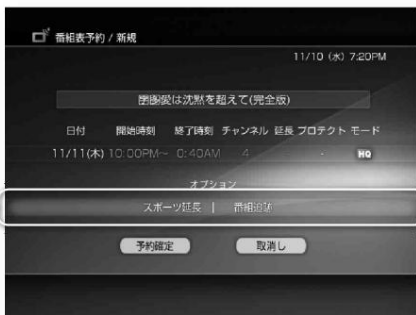 番組表予約 / 新規
11/10 (水) 7:20PM
愛は沈黙を超えて(完全版)
日付 開始時刻 終了時刻 チャンネル 延長 プロテクト モード
11/11(木) 10:00PM~ 0:40AM 4 - HQ
オプション
スポーツ延長 | 番組追跡
予約確定 取消し